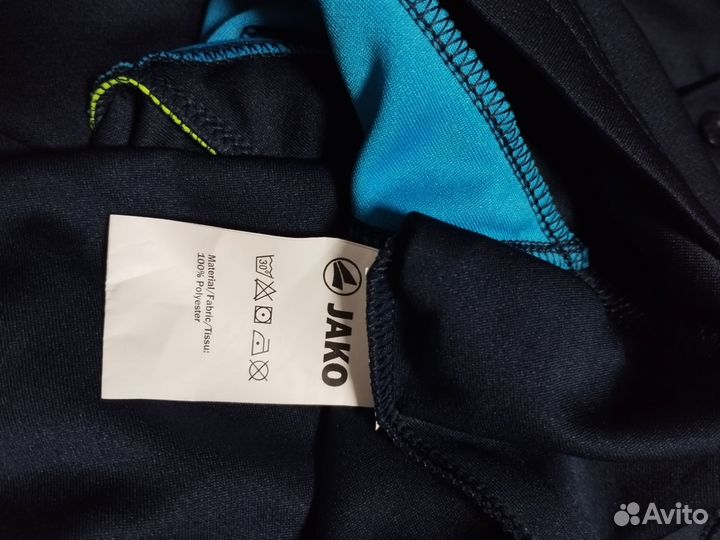 JAKO
30°
Material/Fabric/Tissu:
100% Polyester
Avito